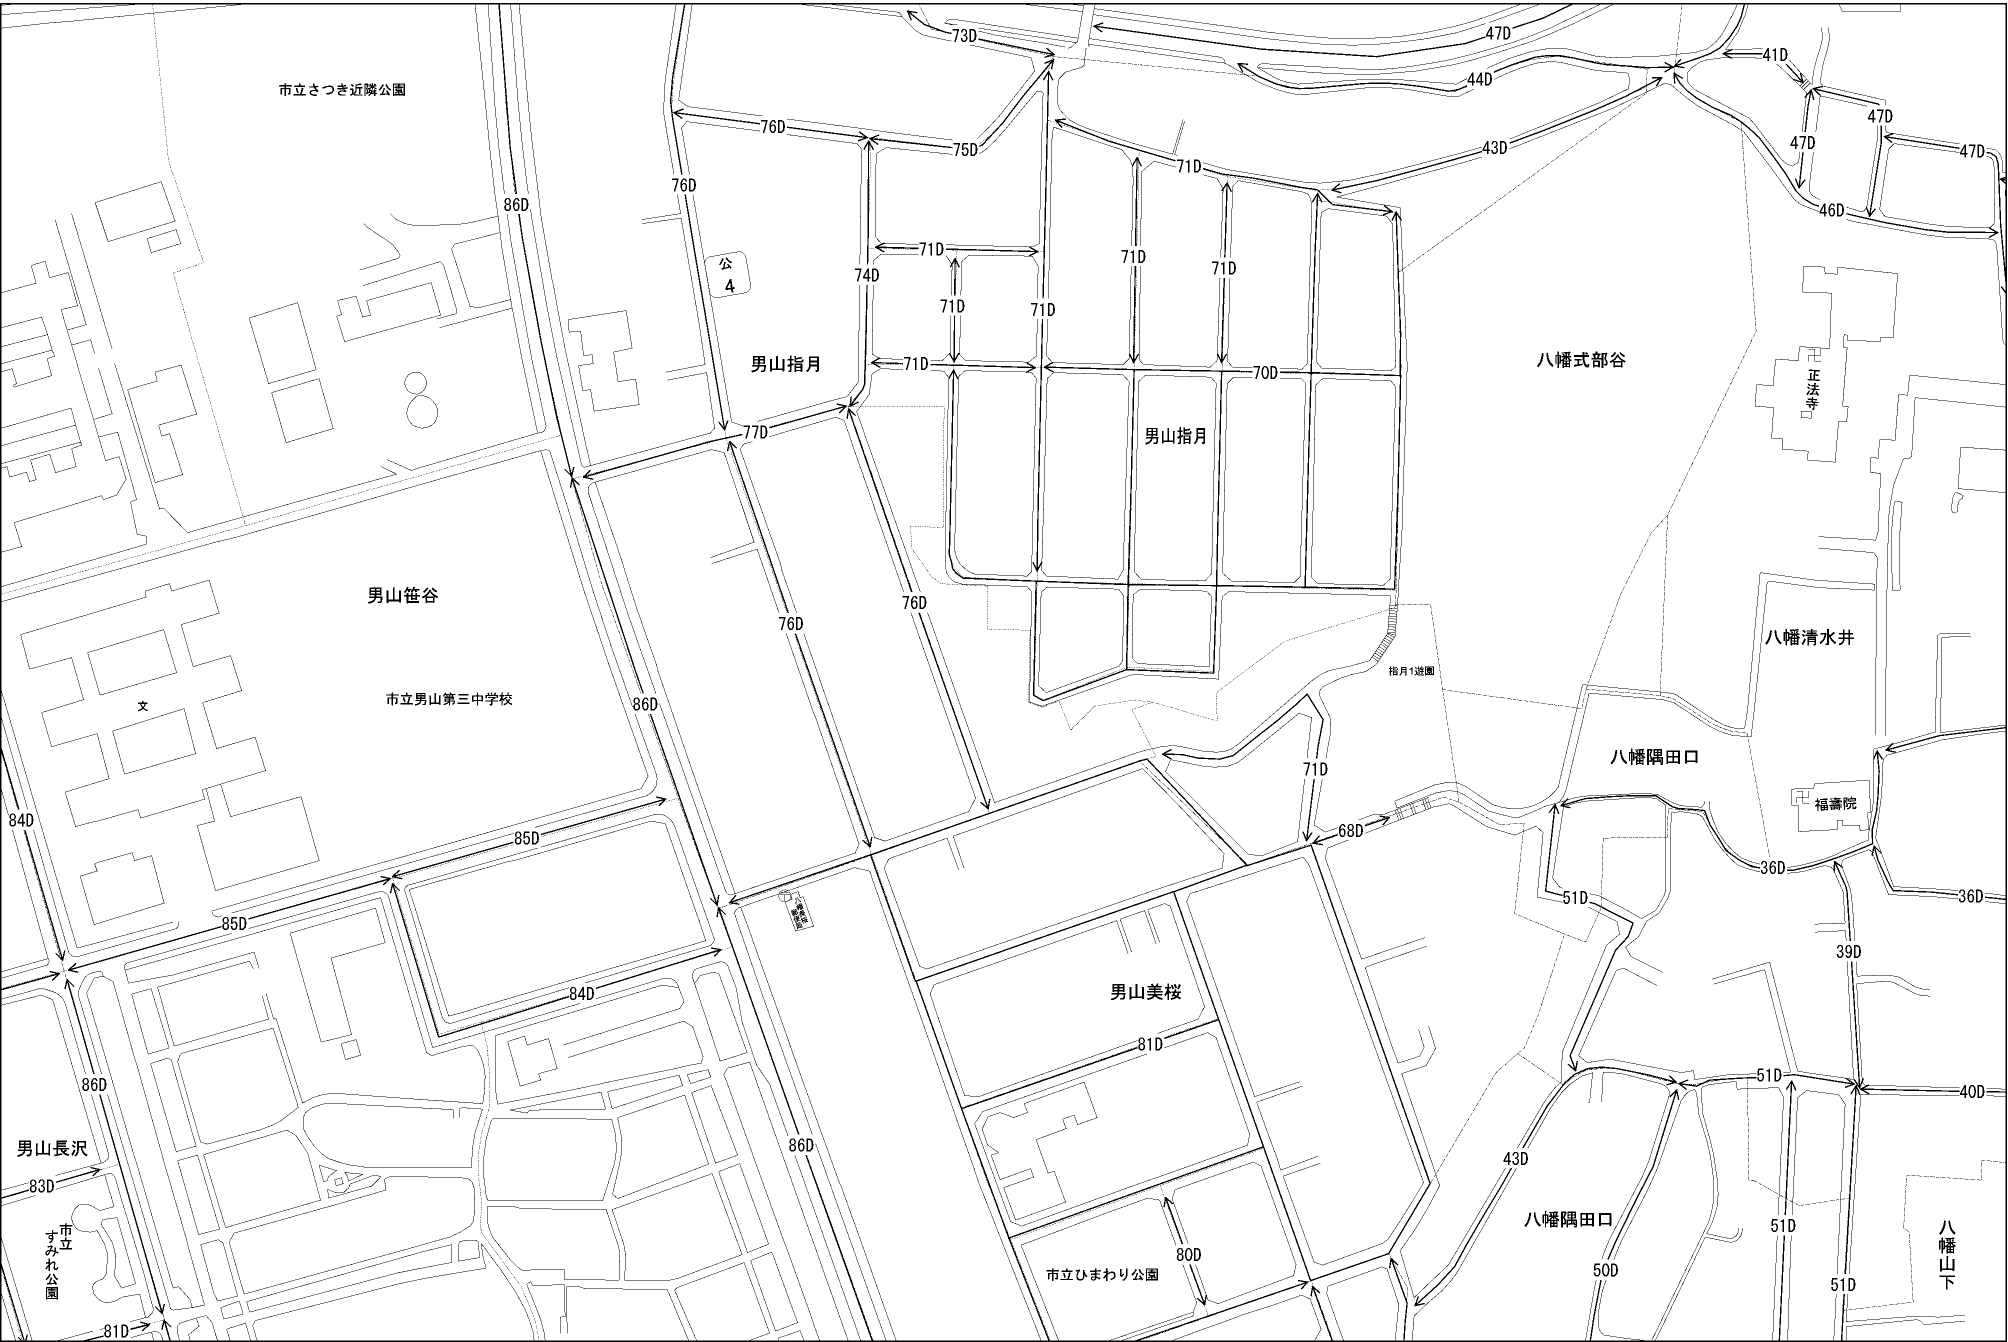 73D
47D
41D
44D
市立さつき近隣公園
47D
76D
75D
47D
43D
47D
71D
76D
86D
46D
71D
71D
74D
71D
公
4
71D
71D
男山指月
71D
70D
八幡式部谷
正法寺
77D
男山指月
男山笹谷
76D
76D
八幡清水井
指月1遊園
市立男山第三中学校
文
86D
八幡隅田口
71D
福壽院
84D
85D
68D
36D
51D
36D
85D
39D
男山美桜
84D
81D
51D
86D
40D
86D
男山長沢
43D
83D
八幡隅田口
51D
八幡山下
市立
すみれ公園
80D
市立ひまわり公園
50D
51D
81D